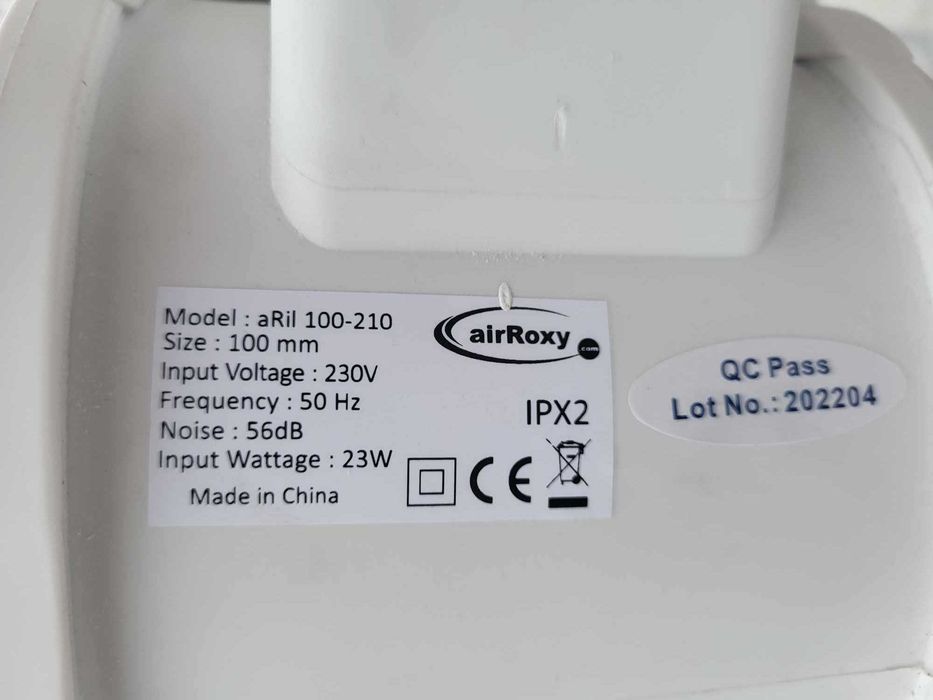 Model : aRil 100-210
Size : 100 mm
Input Voltage : 230V
Frequency : 50 Hz
Noise : 56dB
Input Wattage : 23W
Made in China
airRoxy
.com
IPX2
CE
QC Pass
Lot No.: 202204